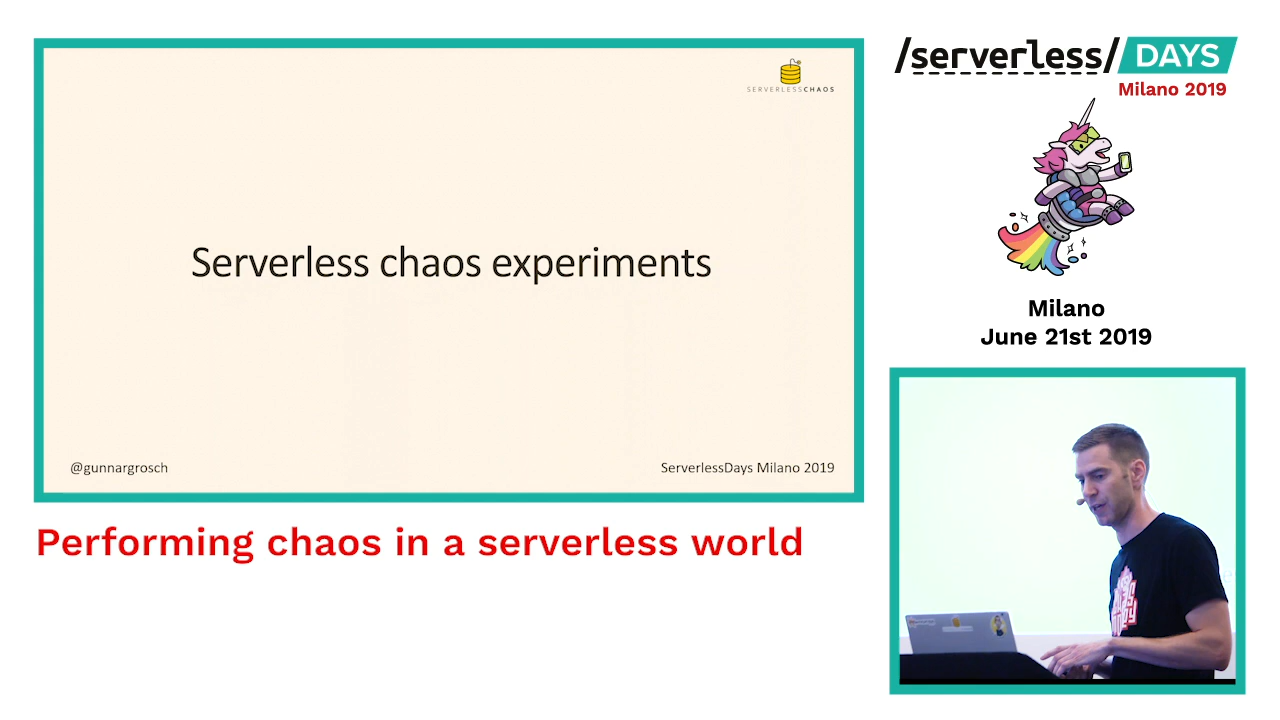 SERVERLESSCHAOS
Serverless chaos experiments
@gunnargrosch
ServerlessDays Milano 2019
Performing chaos in a serverless world
/serverless/ DAYS
Milano 2019
Milano
June 21st 2019